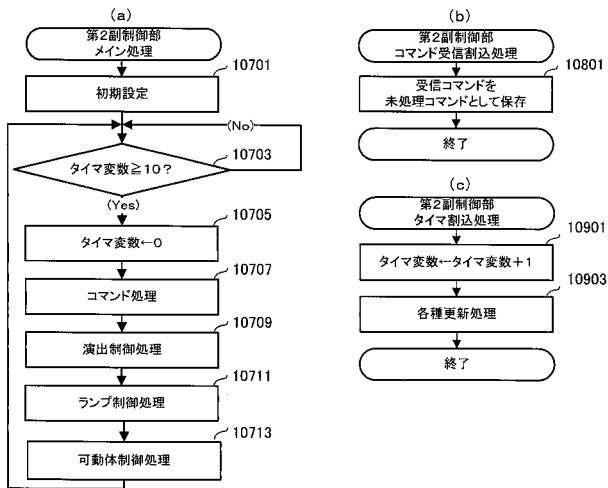 (a)
第2副制御部
メイン処理
10701
初期設定
(No)
10703
タイマ変数≧10?
(Yes)
10705
タイマ変数←0
10707
コマンド処理
10709
演出制御処理
10711
ランプ制御処理
10713
可動体制御処理
(b)
第2副制御部
コマンド受信割込処理
10801
受信コマンドを
未処理コマンドとして保存
終了
(c)
第2副制御部
タイマ割込処理
10901
タイマ変数←タイマ変数+1
10903
各種更新処理
終了